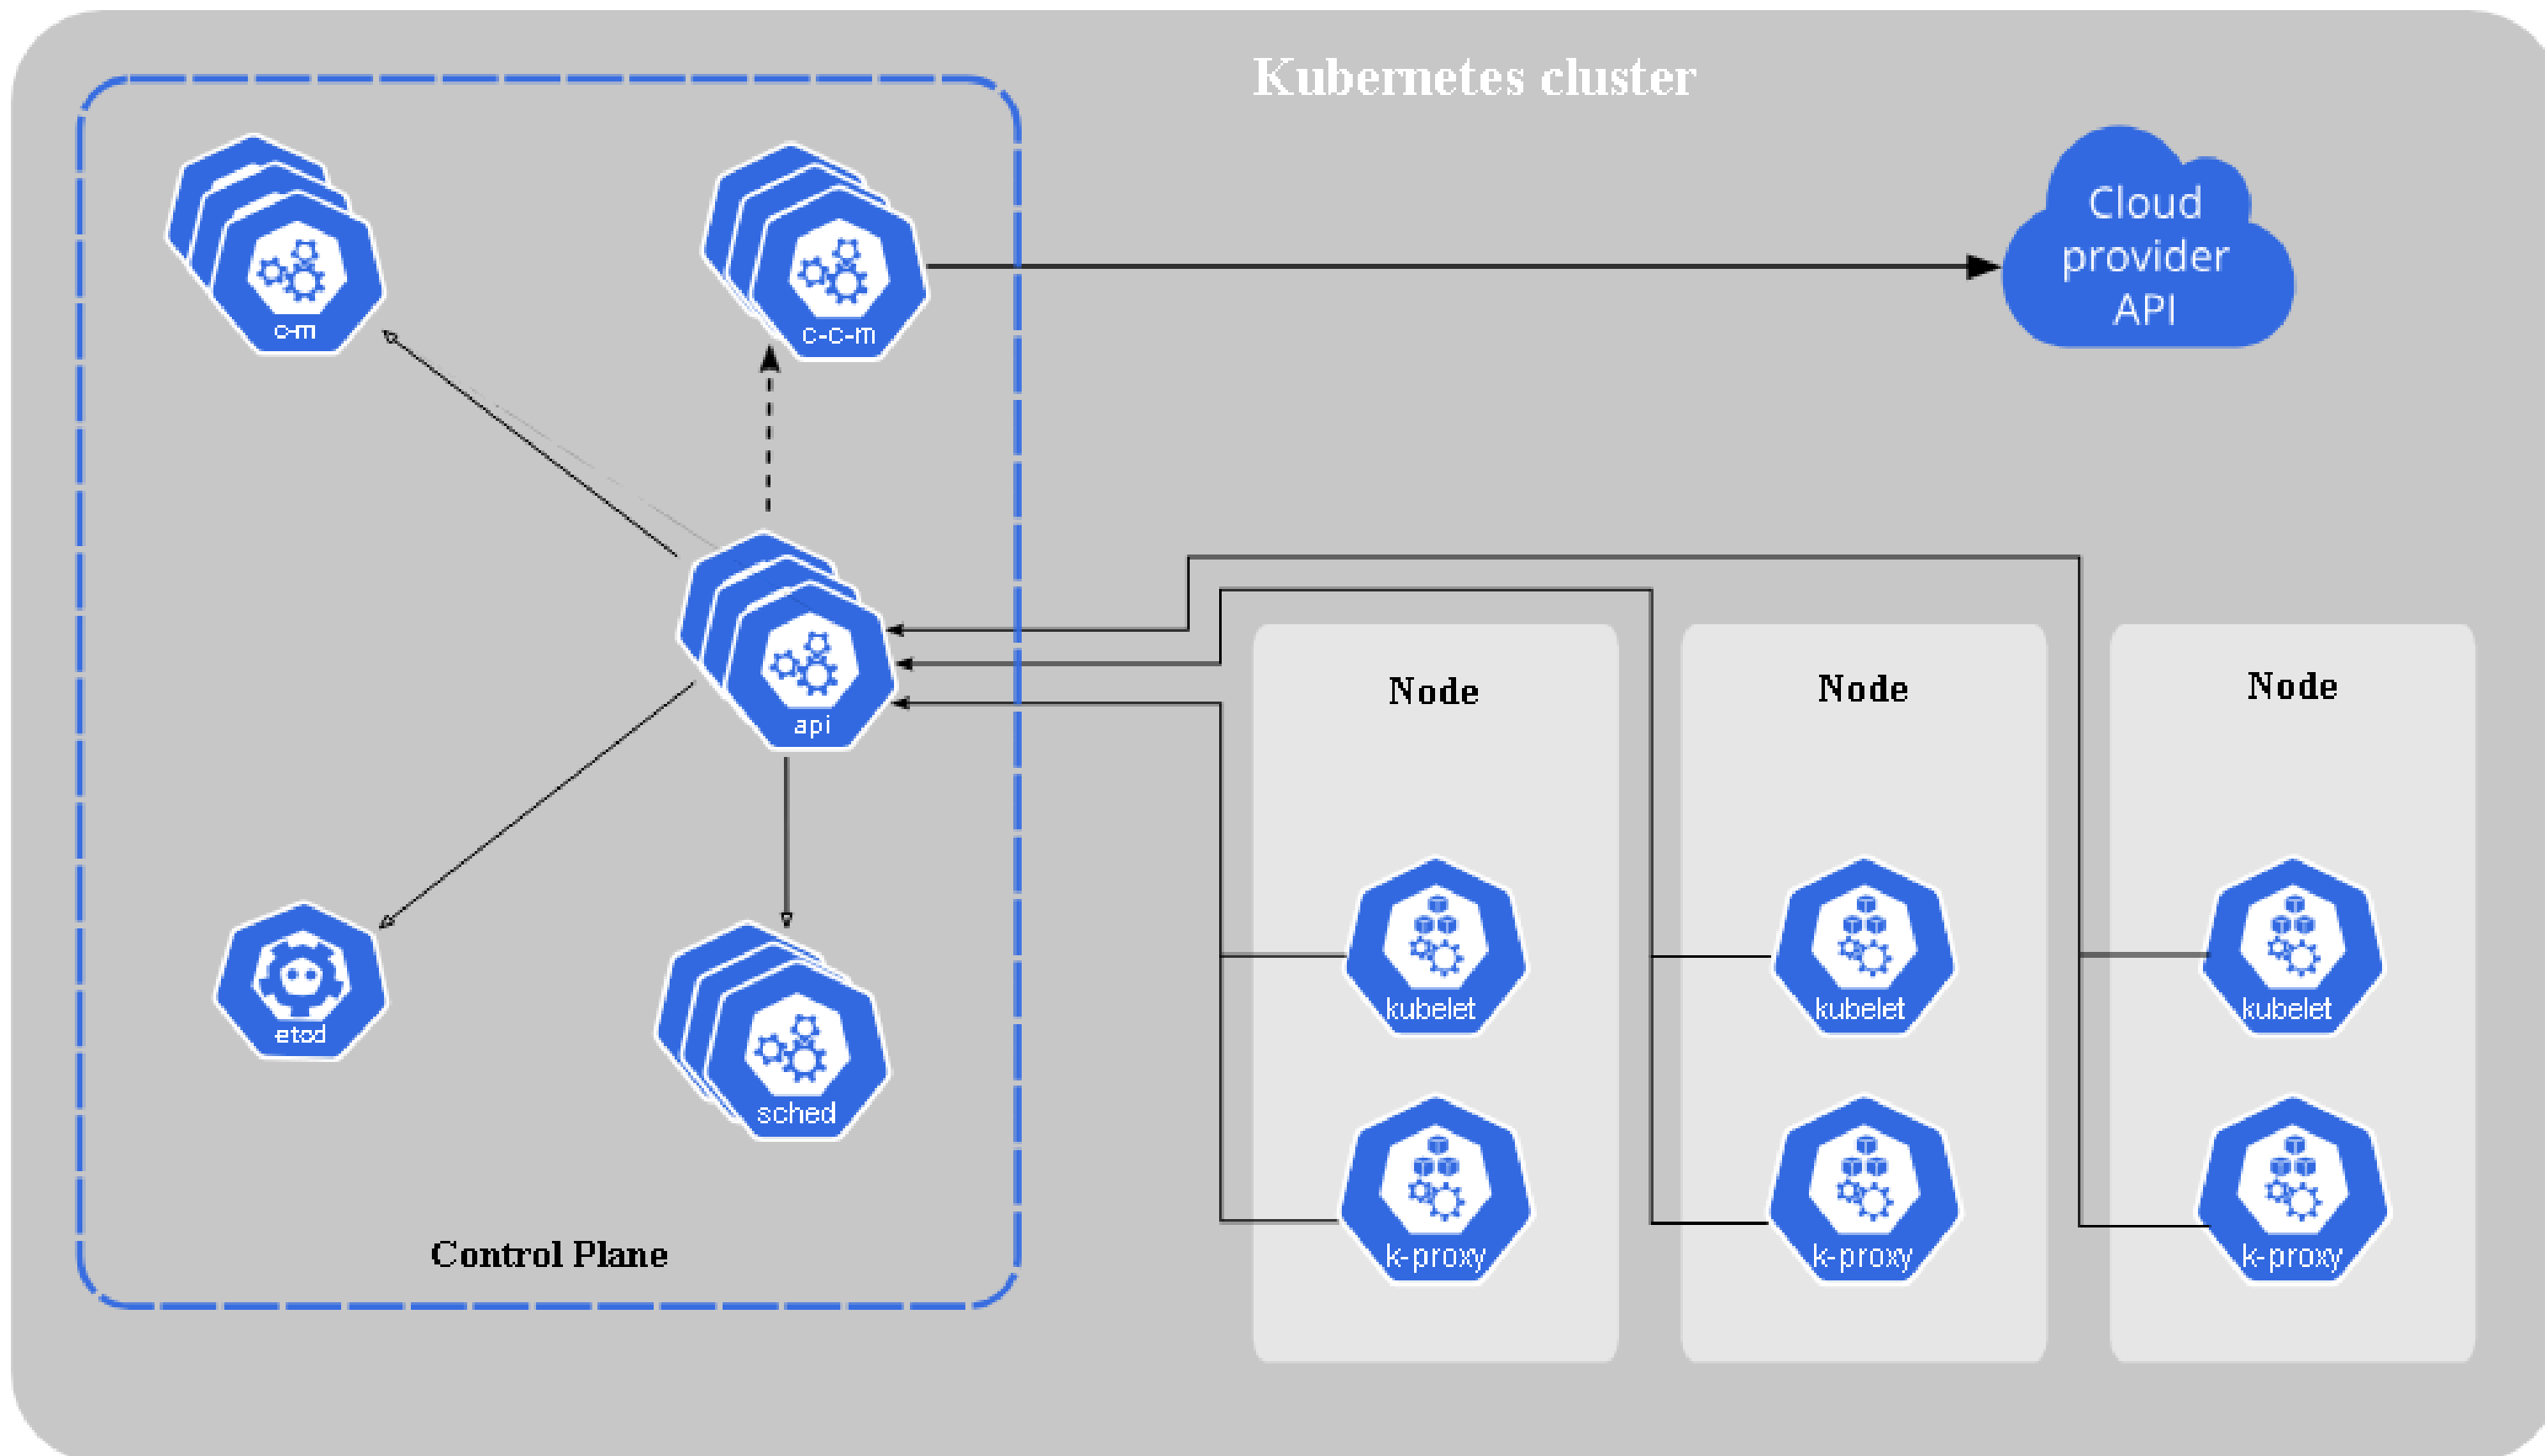 Kubernetes cluster
c-m
c-c-m
Cloud
provider
API
api
Node
Node
Node
etcd
sched
kubelet
kubelet
kubelet
k-proxy
k-proxy
k-proxy
Control Plane